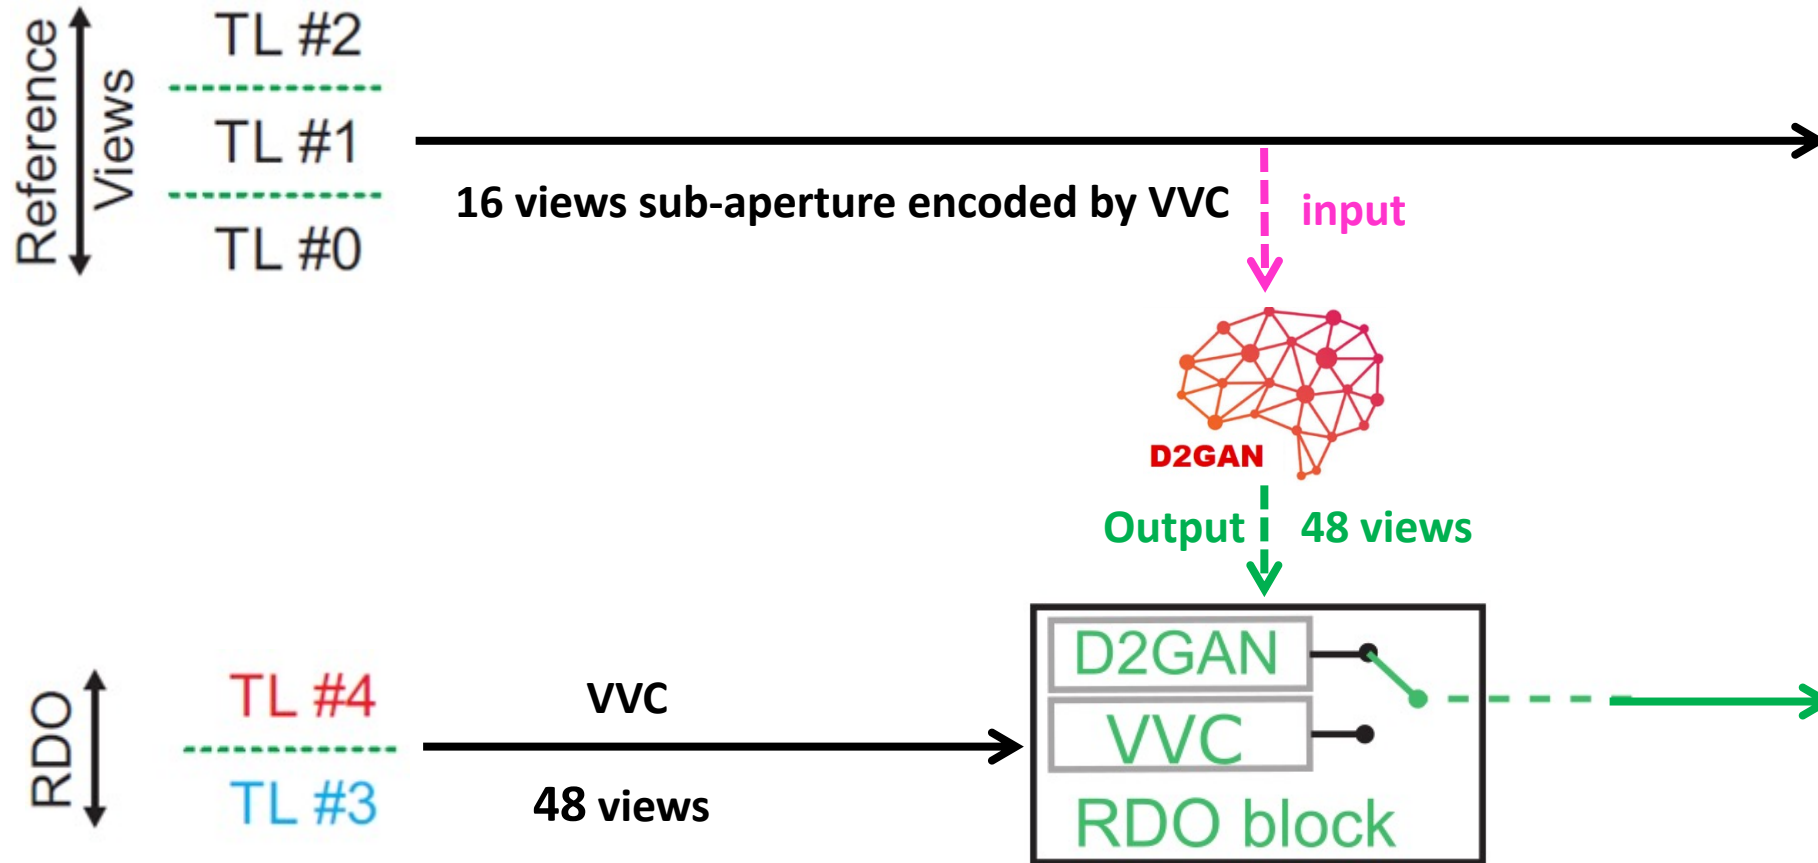 Reference
Views
TL #2
TL #1
TL #0
16 views sub-aperture encoded by VVC
input
D2GAN
Output
48 views
RDO
TL #4
TL #3
VVC
48 views
D2GAN
VVC
RDO block